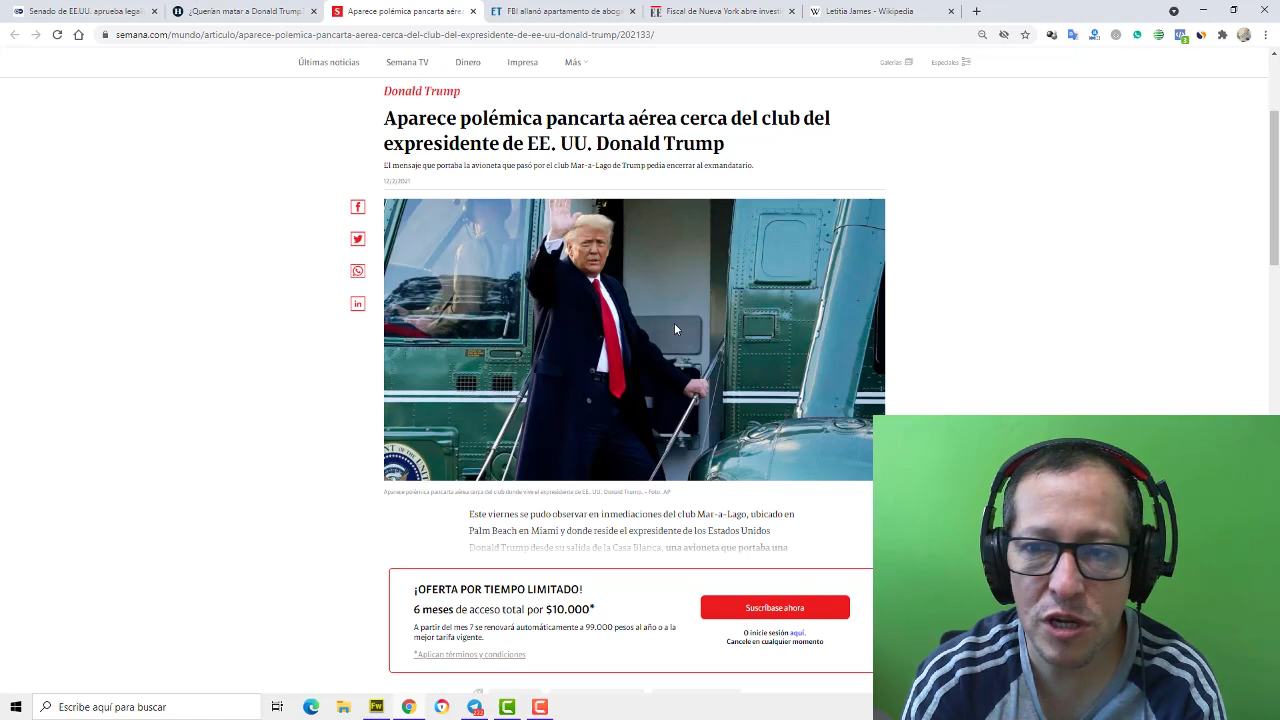 Senado de EE.UU. aprueba legali
¿Querían matar a Donald Trump
Aparece polémica pancarta aérea
FBI allanó apartamento de abog
Fiscal de Nueva York abre investi
Letitia James - Wikipedia
semana.com/mundo/articulo/aparece-polemica-pancarta-aerea-cerca-del-club-del-expresidente-de-ee-uu-donald-trump/202133/
Últimas noticias Semana TV Dinero Impresa Más Galerías Especiales
Donald Trump
Aparece polémica pancarta aérea cerca del club del
expresidente de EE. UU. Donald Trump
El mensaje que portaba la avioneta que pasó por el club Mar-a-Lago de Trump pedía encerrar al exmandatario.
12/2/2021
Aparece polémica pancarta aérea cerca del club donde vive el expresidente de EE. UU. Donald Trump. - Foto: AP
Este viernes se pudo observar en inmediaciones del club Mar-a-Lago, ubicado en
Palm Beach en Miami y donde reside el expresidente de los Estados Unidos
Donald Trump desde su salida de la Casa Blanca, una avioneta que portaba una
¡OFERTA POR TIEMPO LIMITADO!
6 meses de acceso total por $10.000*
A partir del mes 7 se renovará automáticamente a 99.000 pesos al año o a la
mejor tarifa vigente.
*Aplican términos y condiciones
Suscríbase ahora
O inicie sesión aquí.
Cancele en cualquier momento
Escribe aquí para buscar